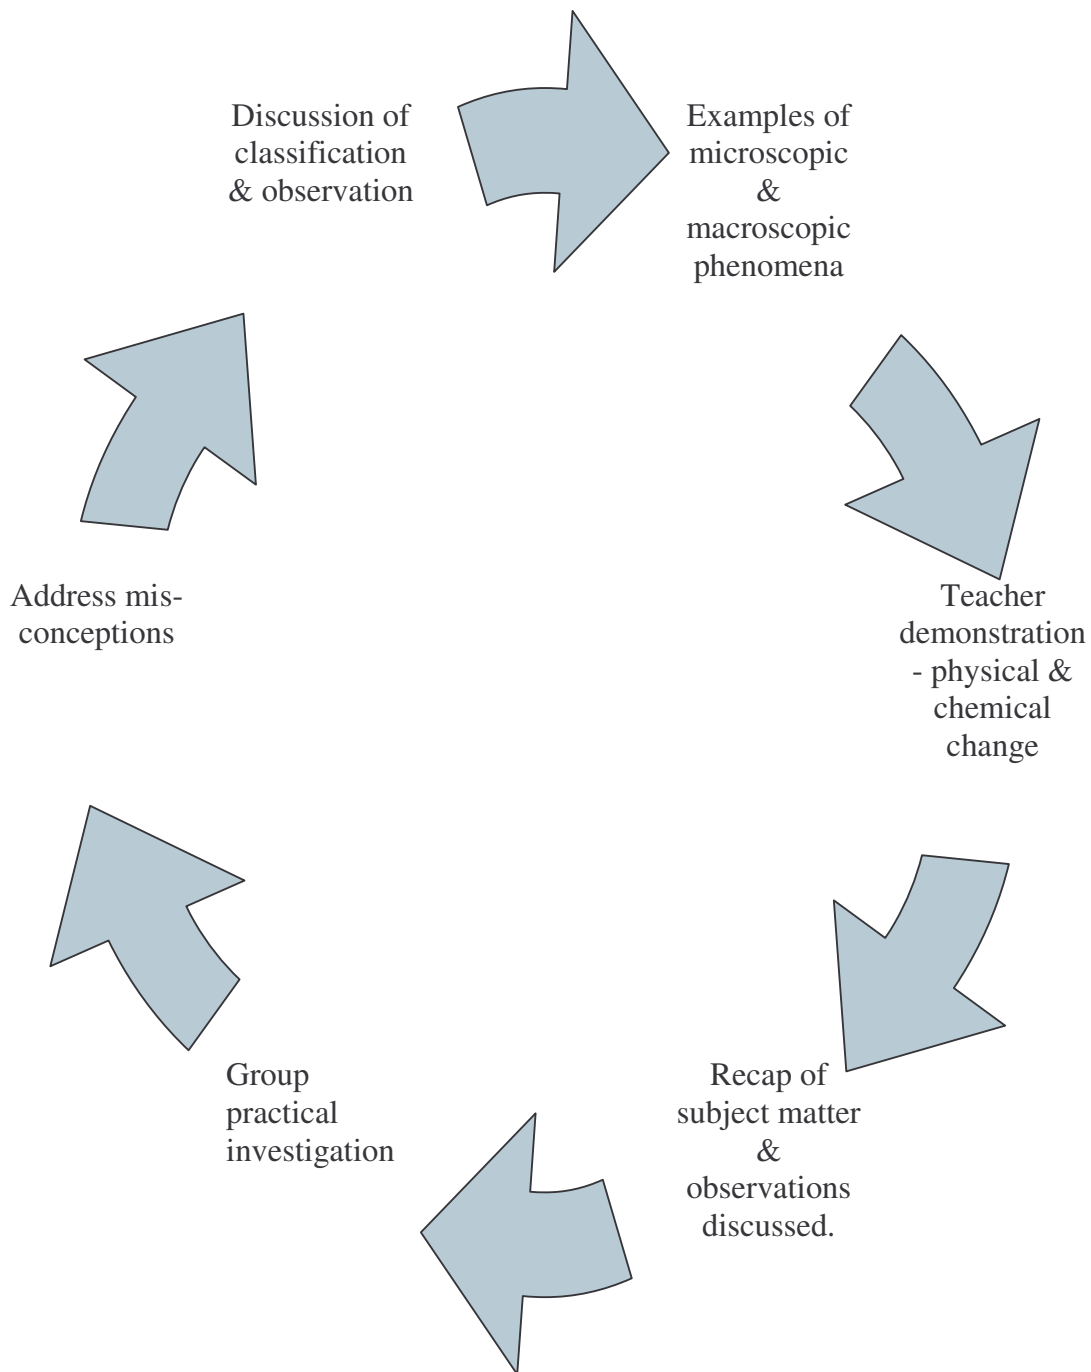 Discussion of
classification
& observation
Examples of
microscopic
&
macroscopic
phenomena
Teacher
demonstration
- physical &
chemical
change
Recap of
subject matter
&
observations
discussed.
Group
practical
investigation
Address mis-
conceptions